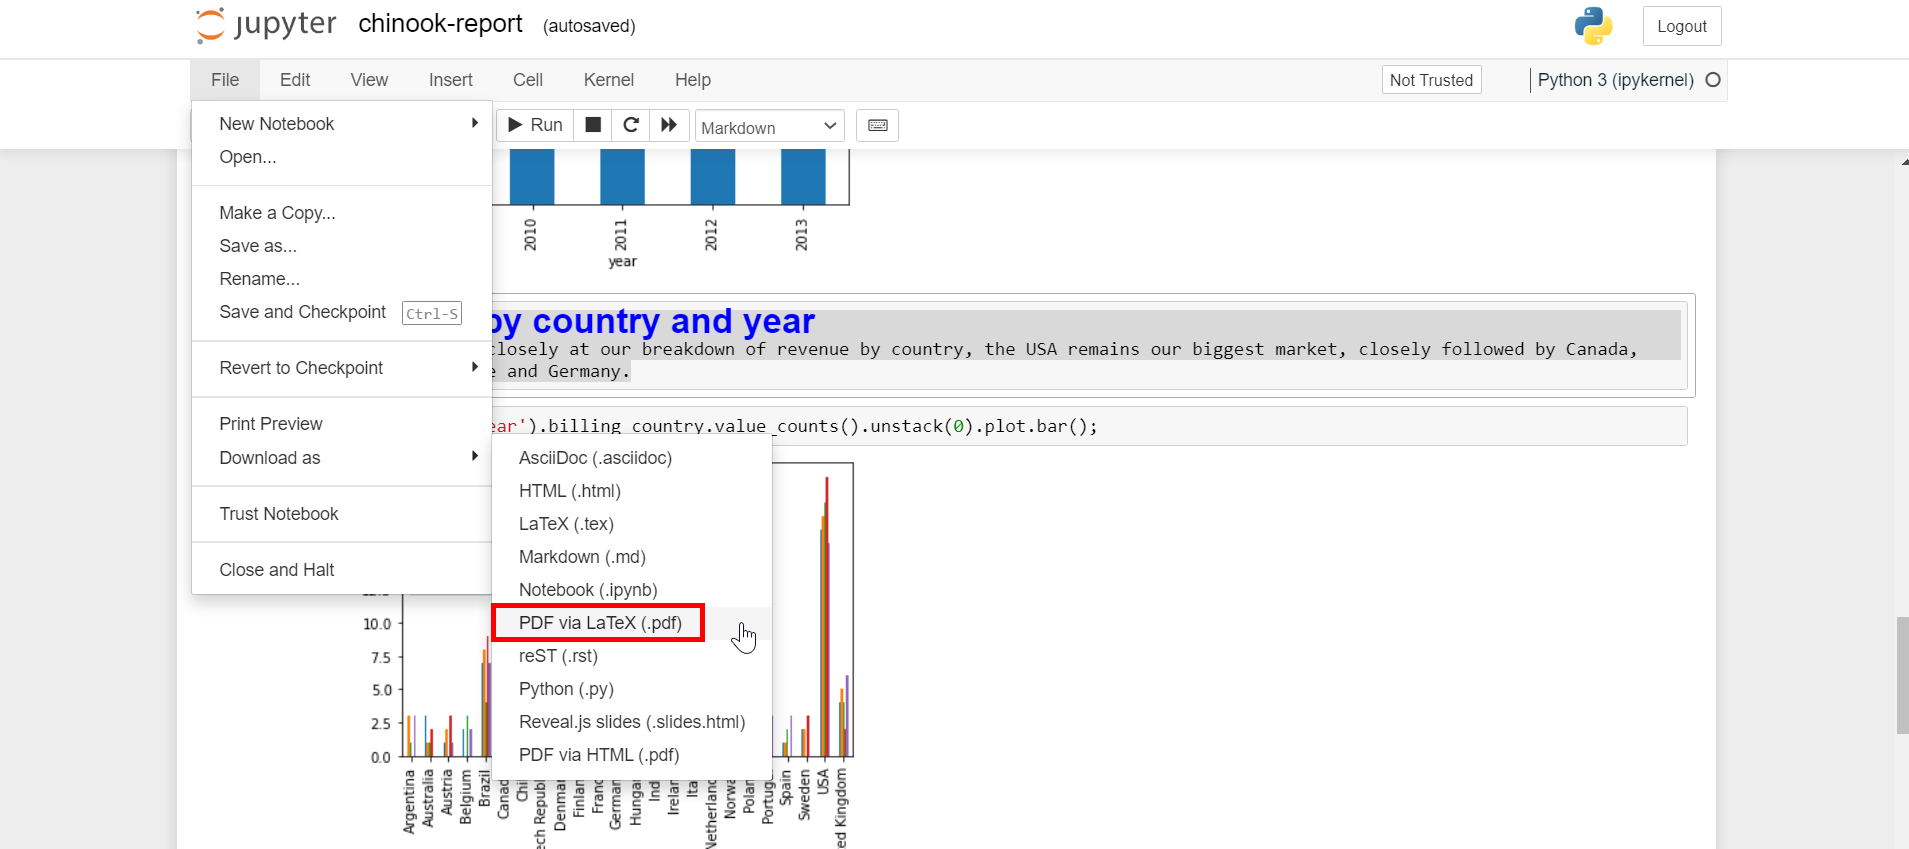 jupyter chinook-report (autosaved)
Logout
File Edit View Insert Cell Kernel Help
Not Trusted
Python 3 (ipykernel)
New Notebook
Open...
Make a Copy...
Save as...
Rename...
Save and Checkpoint Ctrl-S
Revert to Checkpoint
Print Preview
Download as
Trust Notebook
Close and Halt
Run
Markdown
2010 2011 2012 2013
year
by country and year
closely at our breakdown of revenue by country, the USA remains our biggest market, closely followed by Canada,
e and Germany.
ear').billing_country.value_counts().unstack(0).plot.bar();
AsciiDoc (.asciidoc)
HTML (.html)
LaTeX (.tex)
Markdown (.md)
Notebook (.ipynb)
PDF via LaTeX (.pdf)
reST (.rst)
Python (.py)
Reveal.js slides (.slides.html)
PDF via HTML (.pdf)
10.0
7.5
5.0
2.5
0.0
Argentina Australia Austria Belgium Brazil Canad Chi ech Republ Denmar Finlan Franc German Hungar Ind Irelan Ita Netherland Norwa Polan Portug Spain Sweden USA ed Kingdom